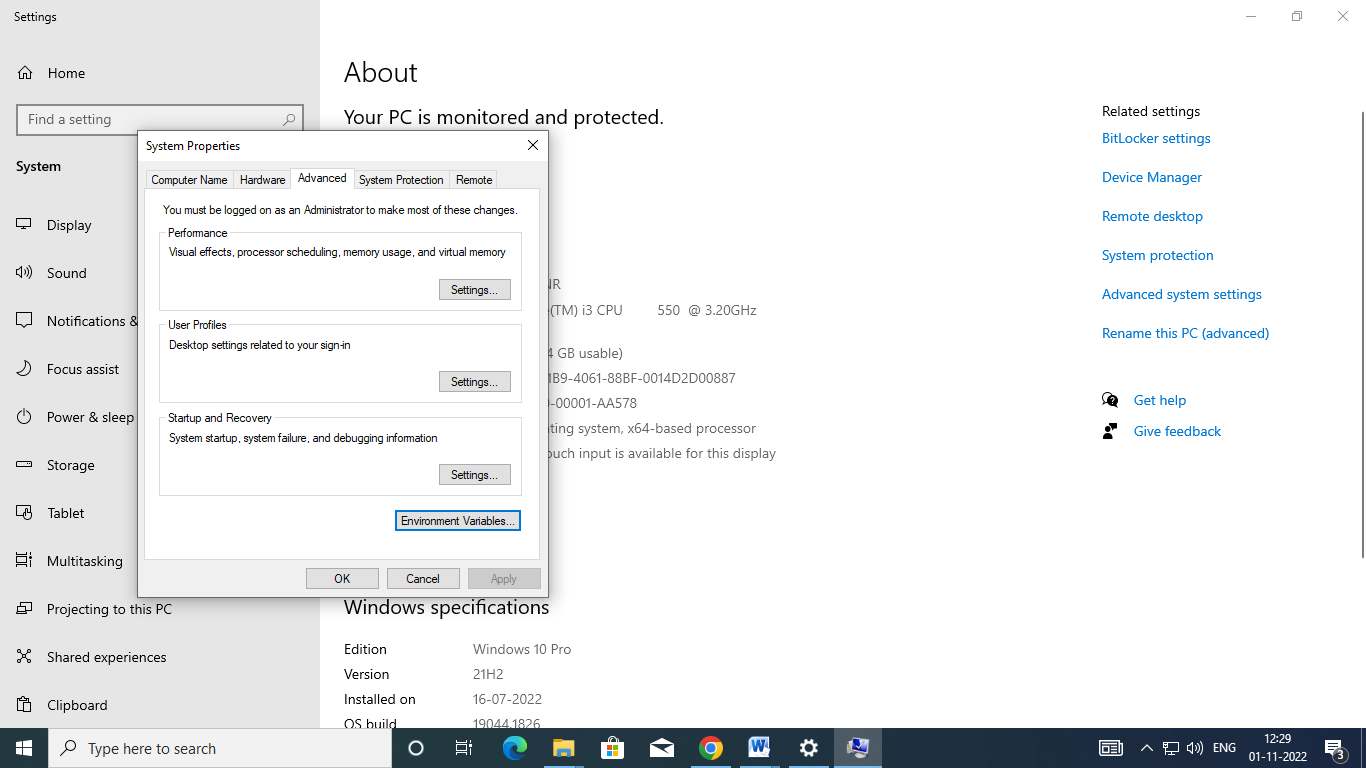 Settings
Home
Find a setting
System
Display
Sound
Notifications &
Focus assist
Power & sleep
Storage
Tablet
Multitasking
Projecting to this PC
Shared experiences
Clipboard
System Properties
Computer Name Hardware Advanced System Protection Remote
You must be logged on as an Administrator to make most of these changes.
Performance
Visual effects, processor scheduling, memory usage, and virtual memory
Settings...
User Profiles
Desktop settings related to your sign-in
Settings...
Startup and Recovery
System startup, system failure, and debugging information
Settings...
Environment Variables...
OK Cancel Apply
About
Your PC is monitored and protected.
NR
e(TM) i3 CPU 550 @ 3.20GHz
4 GB usable)
1B9-4061-88BF-0014D2D00887
0-00001-AA578
ating system, x64-based processor
ouch input is available for this display
Windows specifications
Edition Windows 10 Pro
Version 21H2
Installed on 16-07-2022
OS build 19044.1826
Related settings
BitLocker settings
Device Manager
Remote desktop
System protection
Advanced system settings
Rename this PC (advanced)
Get help
Give feedback
Type here to search
ENG
12:29
01-11-2022
3